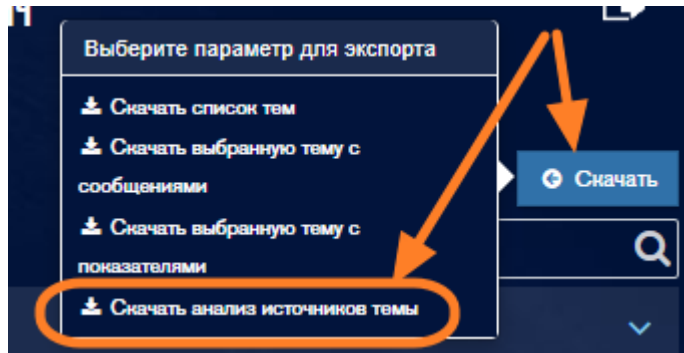 Выберите параметр для экспорта
Скачать список тем
Скачать выбранную тему с
сообщениями
Скачать выбранную тему с
показателями
Скачать анализ источников темы
Скачать